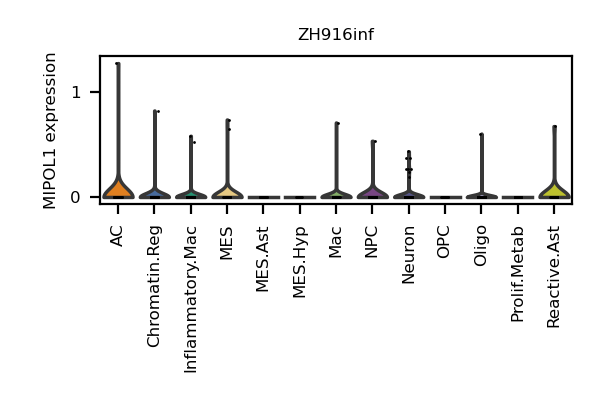 ZH916inf
MIPOL1 expression
1
0
AC
Chromatin.Reg
Inflammatory.Mac
MES
MES.Ast
MES.Hyp
Mac
NPC
Neuron
OPC
Oligo
Prolif.Metab
Reactive.Ast